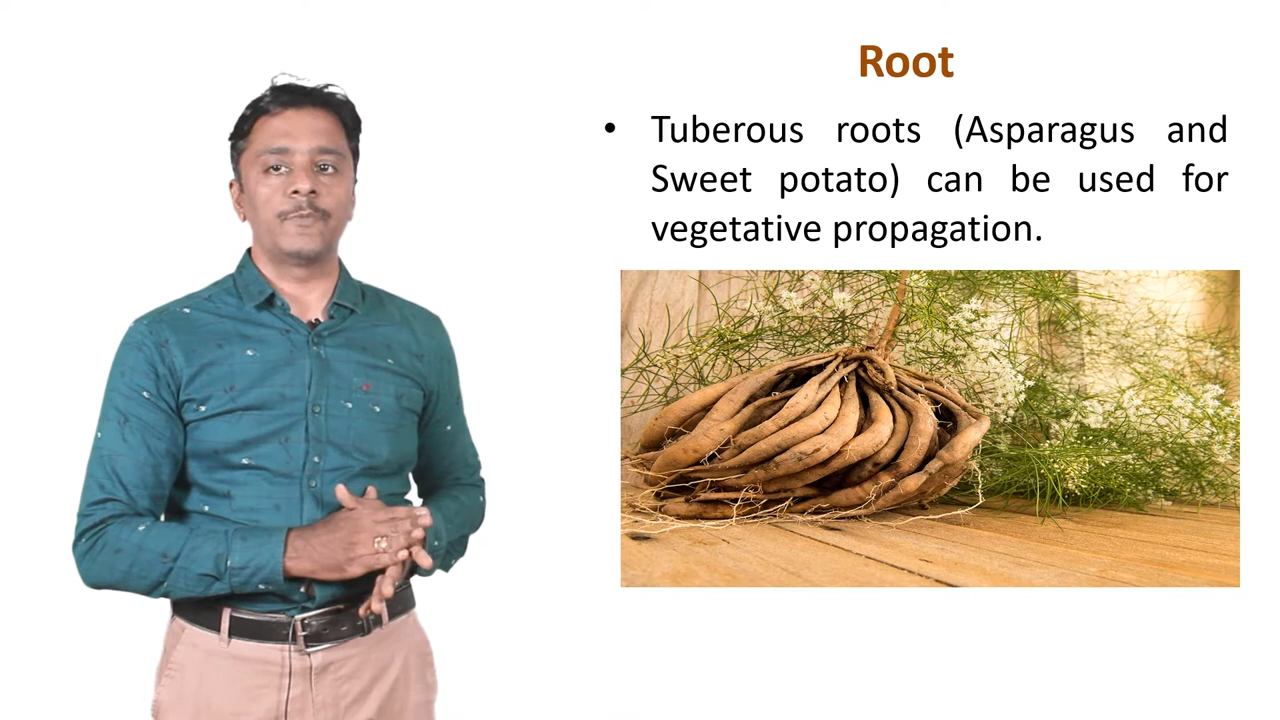 Root
• Tuberous roots (Asparagus and
Sweet potato) can be used for
vegetative propagation.